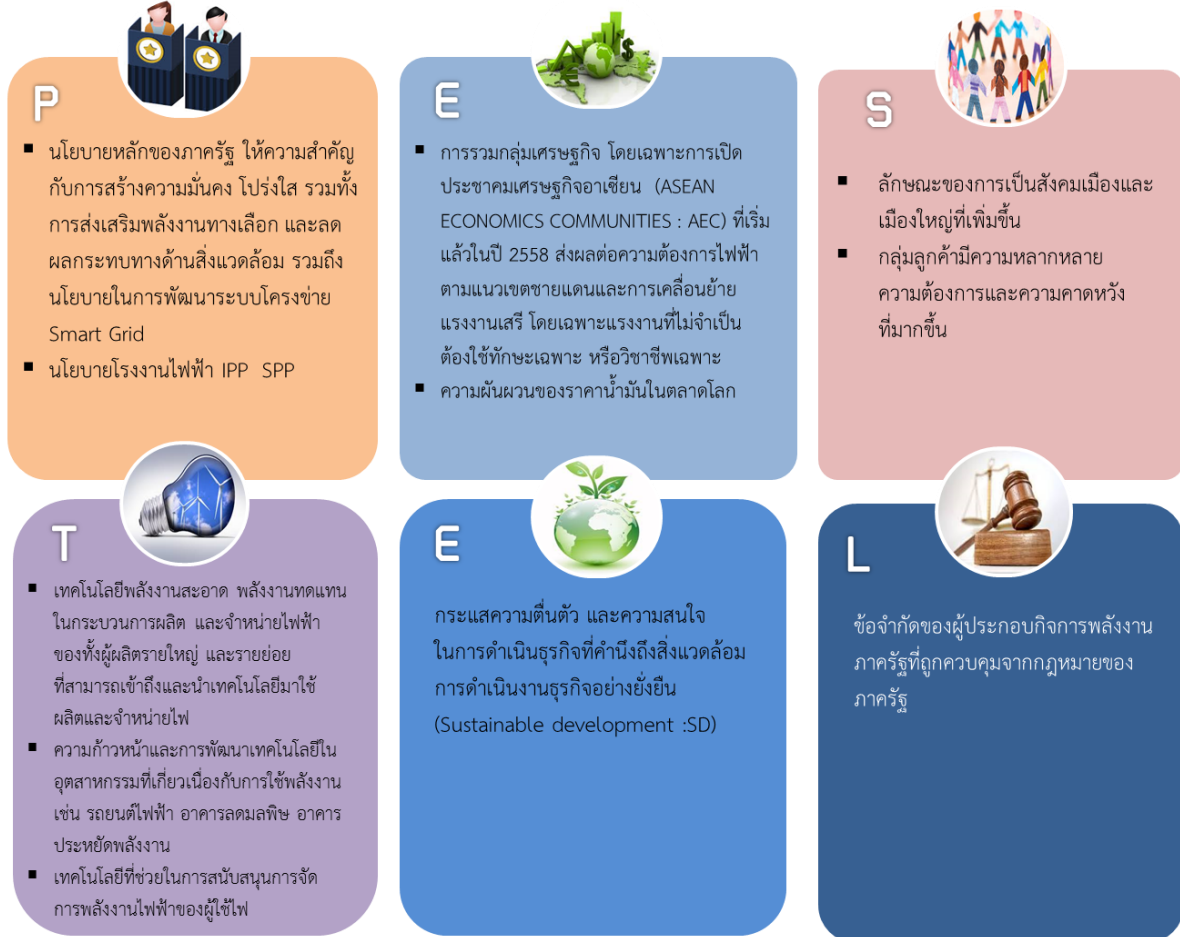 P
■ นโยบายหลักของภาครัฐ ให้ความสำคัญ
กับการสร้างความมั่นคง โปร่งใส รวมทั้ง
การส่งเสริมพลังงานทางเลือก และลด
ผลกระทบทางด้านสิ่งแวดล้อม รวมถึง
นโยบายในการพัฒนาระบบโครงข่าย
Smart Grid
■ นโยบายโรงงานไฟฟ้า IPP SPP
E
■ การรวมกลุ่มเศรษฐกิจ โดยเฉพาะการเปิด
ประชาคมเศรษฐกิจอาเซียน (ASEAN
ECONOMICS COMMUNITIES : AEC) ที่เริ่ม
แล้วในปี 2558 ส่งผลต่อความต้องการไฟฟ้า
ตามแนวเขตชายแดนและการเคลื่อนย้าย
แรงงานเสรี โดยเฉพาะแรงงานที่ไม่จำเป็น
ต้องใช้ทักษะเฉพาะ หรือวิชาชีพเฉพาะ
■ ความผันผวนของราคาน้ำมันในตลาดโลก
S
■ ลักษณะของการเป็นสังคมเมืองและ
เมืองใหญ่ที่เพิ่มขึ้น
■ กลุ่มลูกค้ามีความหลากหลาย
ความต้องการและความคาดหวัง
ที่มากขึ้น
T
■ เทคโนโลยีพลังงานสะอาด พลังงานทดแทน
ในกระบวนการผลิต และจำหน่ายไฟฟ้า
ของทั้งผู้ผลิตรายใหญ่ และรายย่อย
ที่สามารถเข้าถึงและนำเทคโนโลยีมาใช้
ผลิตและจำหน่ายไฟ
■ ความก้าวหน้าและการพัฒนาเทคโนโลยีใน
อุตสาหกรรมที่เกี่ยวเนื่องกับการใช้พลังงาน
เช่น รถยนต์ไฟฟ้า อาคารลดมลพิษ อาคาร
ประหยัดพลังงาน
■ เทคโนโลยีที่ช่วยในการสนับสนุนการจัด
การพลังงานไฟฟ้าของผู้ใช้ไฟ
E
กระแสความตื่นตัว และความสนใจ
ในการดำเนินธุรกิจที่คำนึงถึงสิ่งแวดล้อม
การดำเนินงานธุรกิจอย่างยั่งยืน
(Sustainable development :SD)
L
ข้อจำกัดของผู้ประกอบกิจการพลังงาน
ภาครัฐที่ถูกควบคุมจากกฎหมายของ
ภาครัฐ